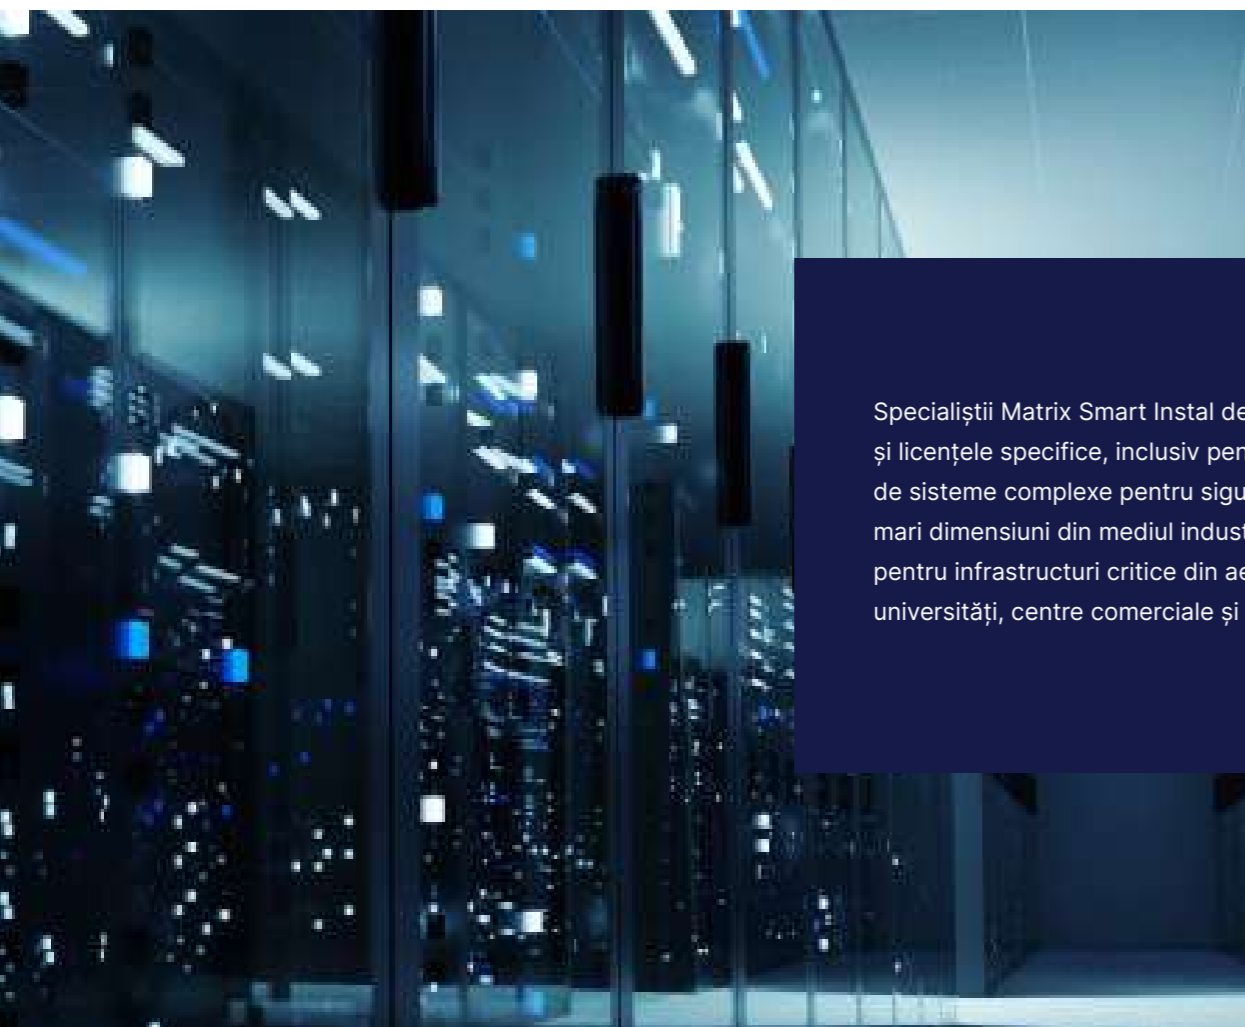 Specialiștii Matrix Smart Instal de
și licențele specifice, inclusiv pen
de sisteme complexe pentru sigu
mari dimensiuni din mediul indust
pentru infrastructuri critice din ae
universități, centre comerciale și